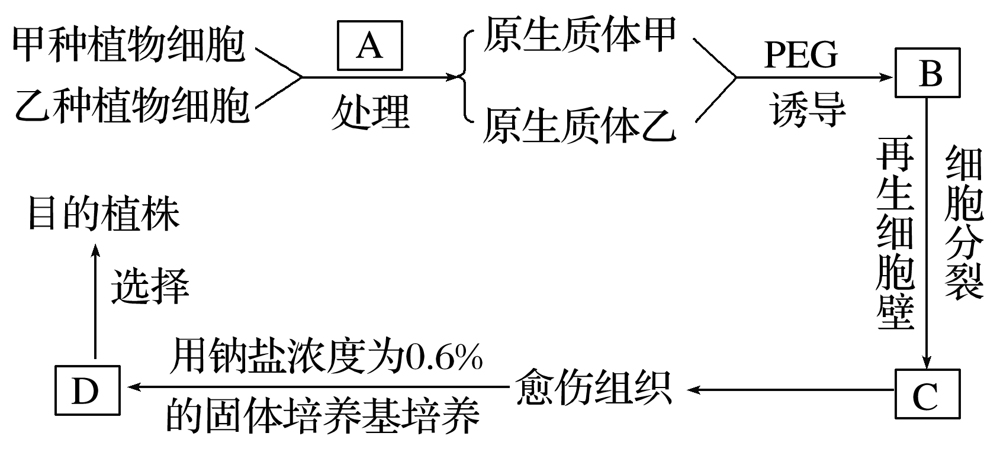 甲种植物细胞
乙种植物细胞
A
处理
原生质体甲
原生质体乙
PEG
诱导
B
再生细胞壁
细胞分裂
C
愈伤组织
用钠盐浓度为0.6%
的固体培养基培养
D
选择
目的植株